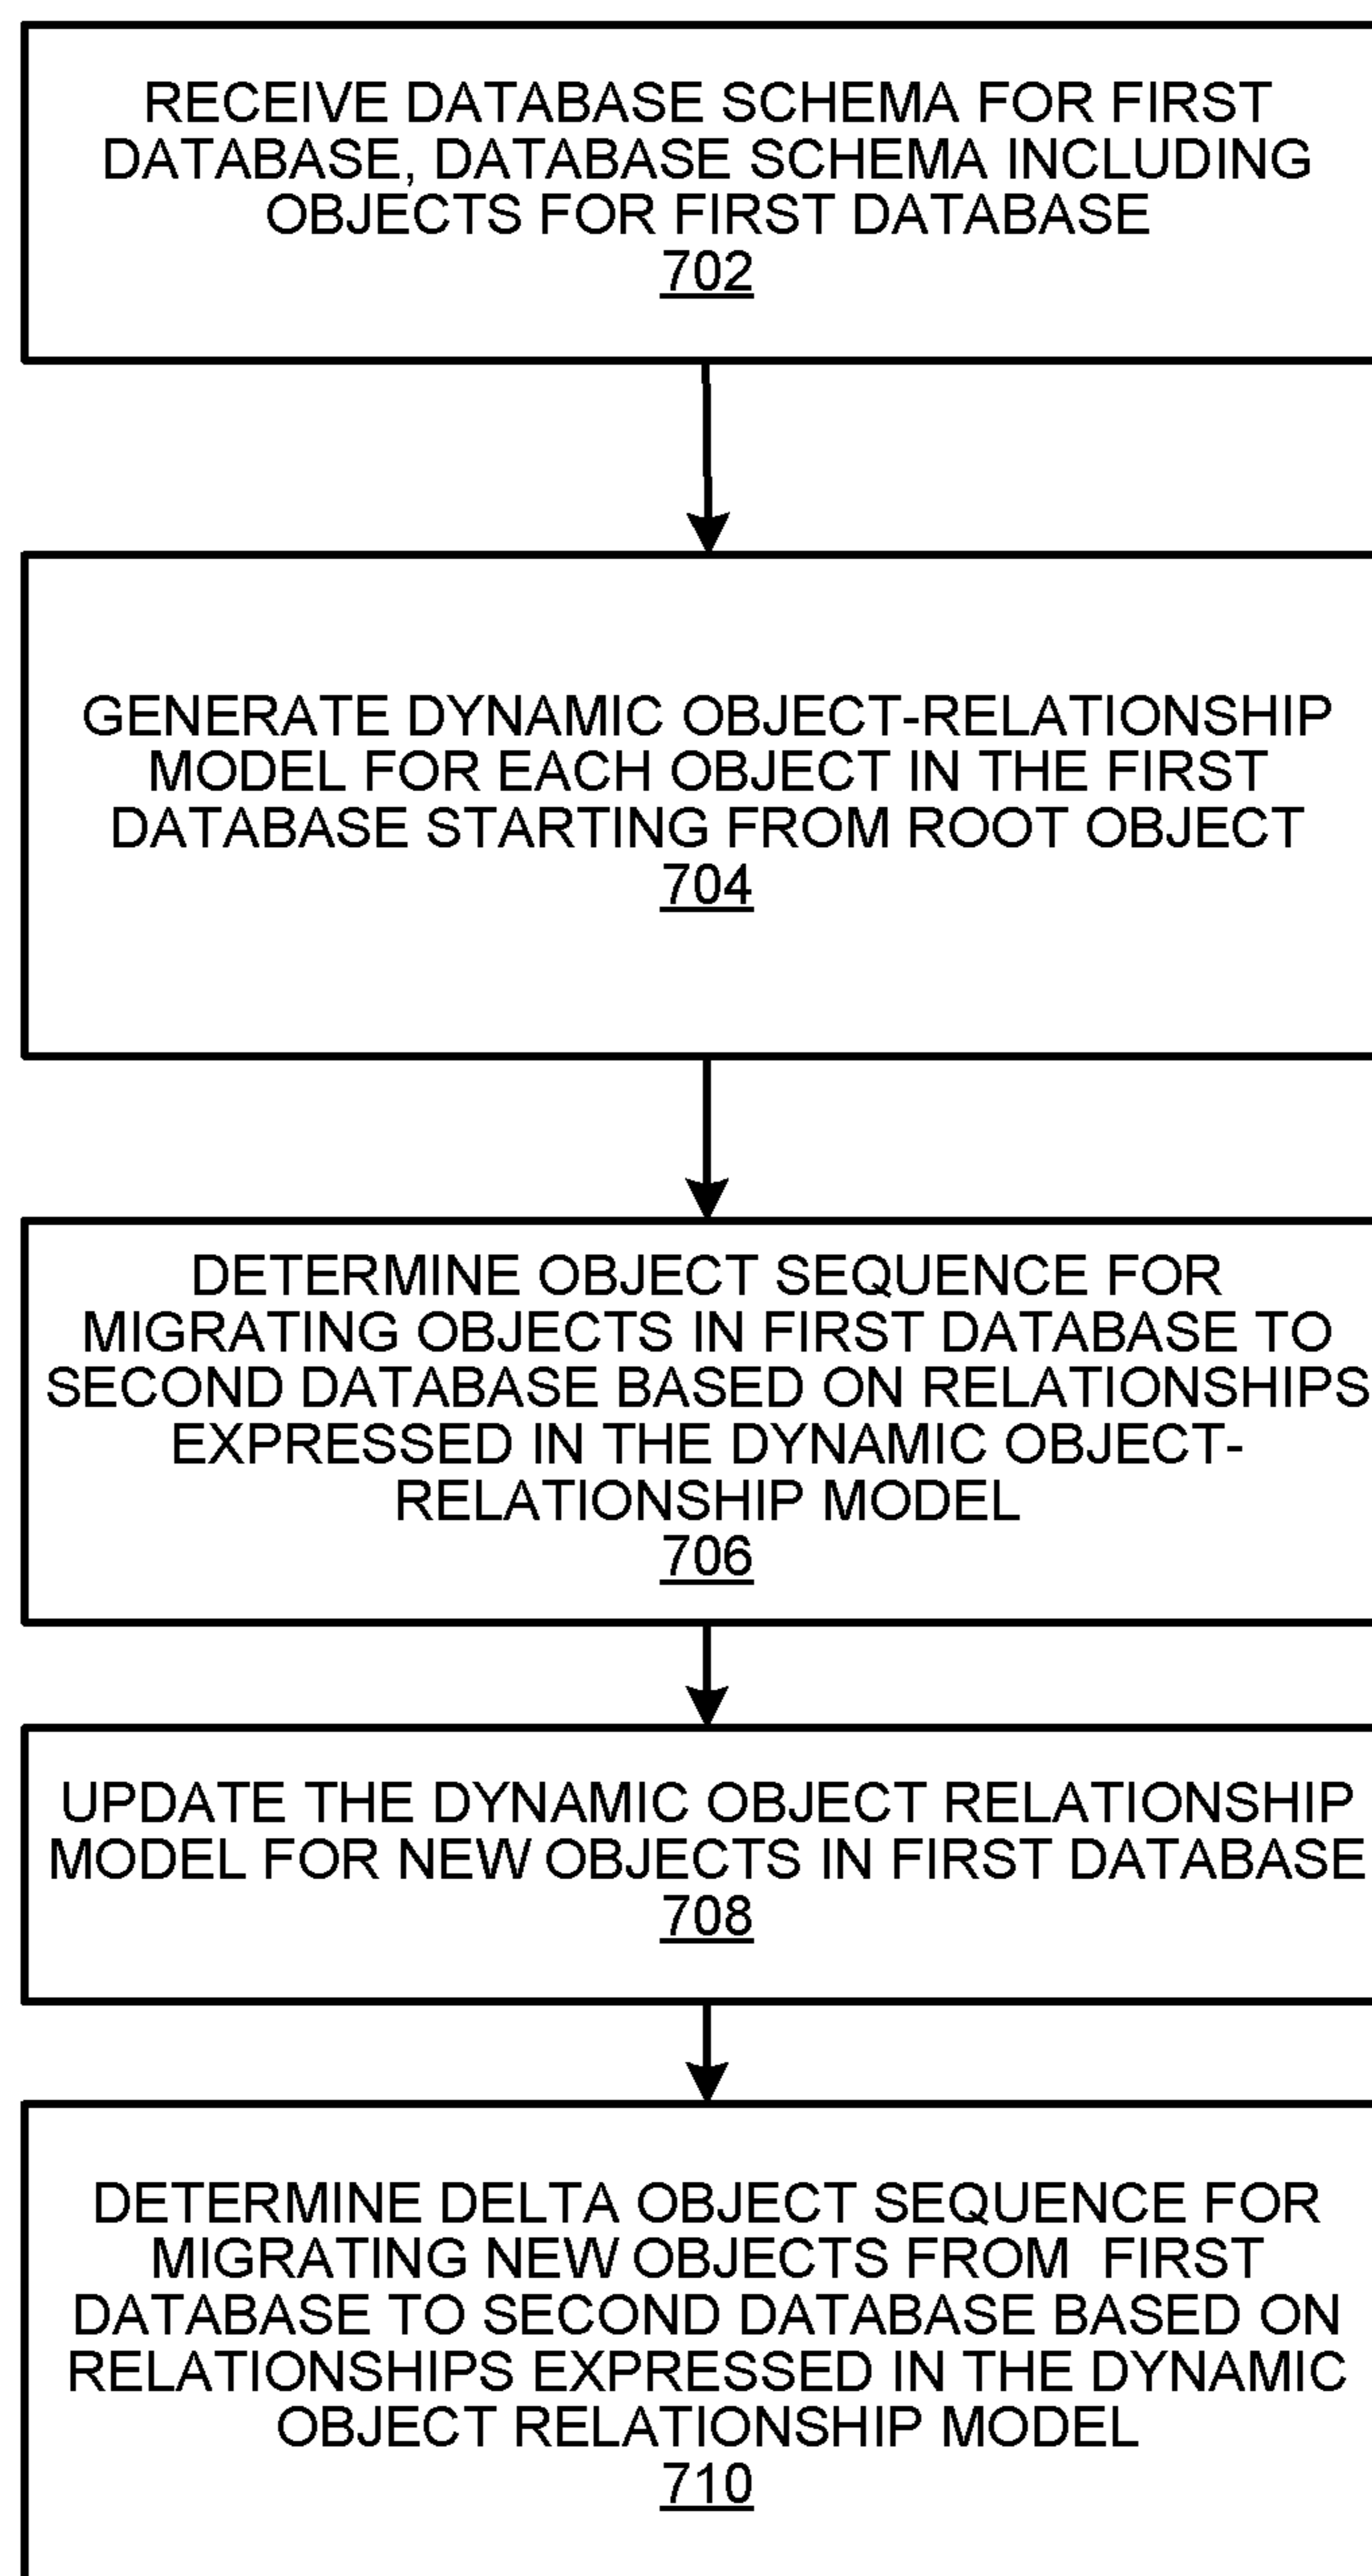 RECEIVE DATABASE SCHEMA FOR FIRST
DATABASE, DATABASE SCHEMA INCLUDING
OBJECTS FOR FIRST DATABASE
702
GENERATE DYNAMIC OBJECT-RELATIONSHIP
MODEL FOR EACH OBJECT IN THE FIRST
DATABASE STARTING FROM ROOT OBJECT
704
DETERMINE OBJECT SEQUENCE FOR
MIGRATING OBJECTS IN FIRST DATABASE TO
SECOND DATABASE BASED ON RELATIONSHIPS
EXPRESSED IN THE DYNAMIC OBJECT-
RELATIONSHIP MODEL
706
UPDATE THE DYNAMIC OBJECT RELATIONSHIP
MODEL FOR NEW OBJECTS IN FIRST DATABASE
708
DETERMINE DELTA OBJECT SEQUENCE FOR
MIGRATING NEW OBJECTS FROM FIRST
DATABASE TO SECOND DATABASE BASED ON
RELATIONSHIPS EXPRESSED IN THE DYNAMIC
OBJECT RELATIONSHIP MODEL
710